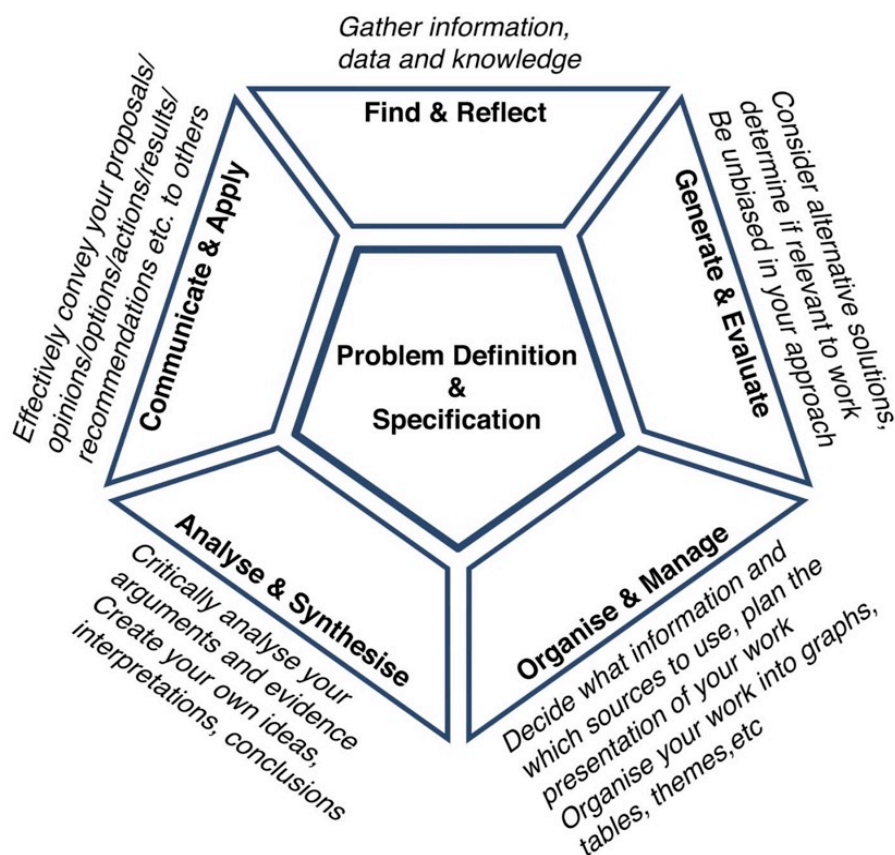 Gather information,
data and knowledge
Find & Reflect
Generate & Evaluate
Consider alternative solutions,
determine if relevant to work
Be unbiased in your approach
Organise & Manage
Decide what information and
which sources to use, plan the
presentation of your work
Organise your work into graphs,
tables, themes,etc
Analyse & Synthesise
Critically analyse your
arguments and evidence
Create your own ideas,
interpretations, conclusions
Communicate & Apply
Effectively convey your proposals/
opinions/options/actions/results/
recommendations etc. to others
Problem Definition
&
Specification